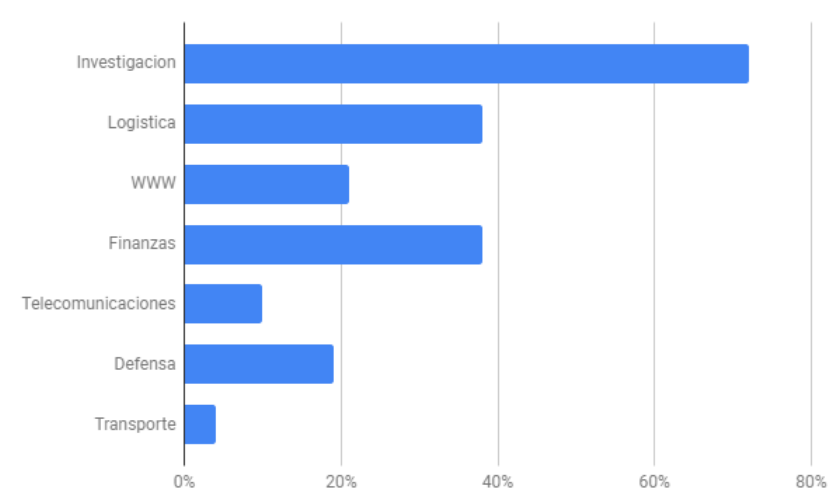 Investigacion
Logistica
WWW
Finanzas
Telecomunicaciones
Defensa
Transporte
0% 20% 40% 60% 80%